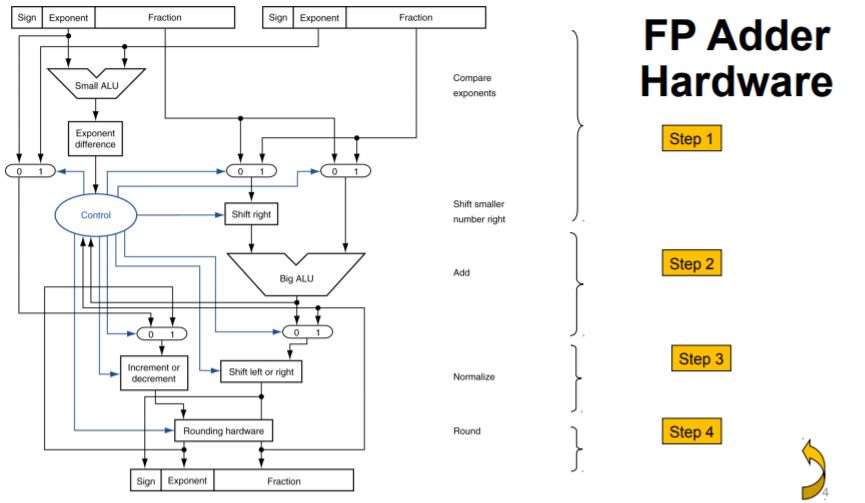 FP Adder
Hardware
Sign Exponent Fraction
Sign Exponent Fraction
Small ALU
Compare
exponents
Exponent
difference
Step 1
0 1
0 1
0 1
Control
Shift right
Shift smaller
number right
Big ALU
Add
Step 2
0 1
0 1
Increment or
decrement
Shift left or right
Normalize
Step 3
Rounding hardware
Round
Step 4
Sign Exponent Fraction
4